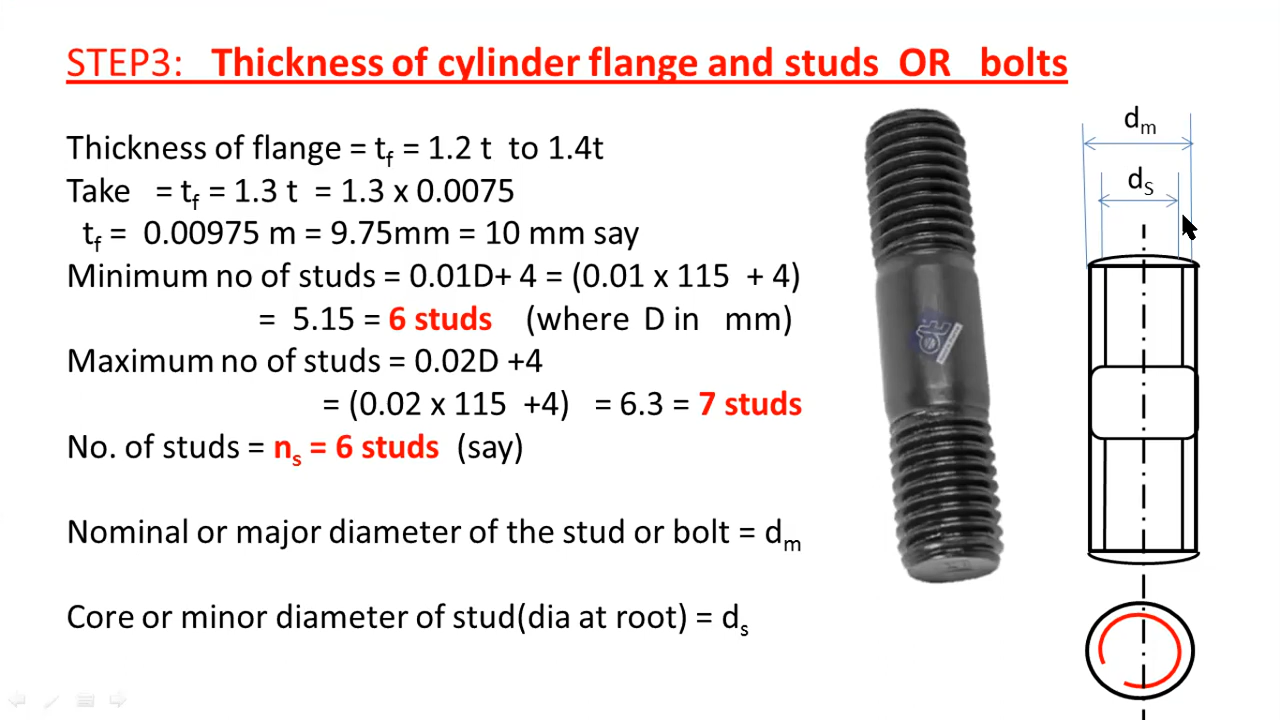 STEP3: Thickness of cylinder flange and studs OR bolts
Thickness of flange = tf = 1.2 t to 1.4t
Take = tf = 1.3 t = 1.3 x 0.0075
tf = 0.00975 m = 9.75mm = 10 mm say
Minimum no of studs = 0.01D+ 4 = (0.01 x 115 + 4)
= 5.15 = 6 studs (where D in mm)
Maximum no of studs = 0.02D +4
= (0.02 x 115 +4) = 6.3 = 7 studs
No. of studs = ns = 6 studs (say)
Nominal or major diameter of the stud or bolt = dm
Core or minor diameter of stud(dia at root) = ds
dm
dS